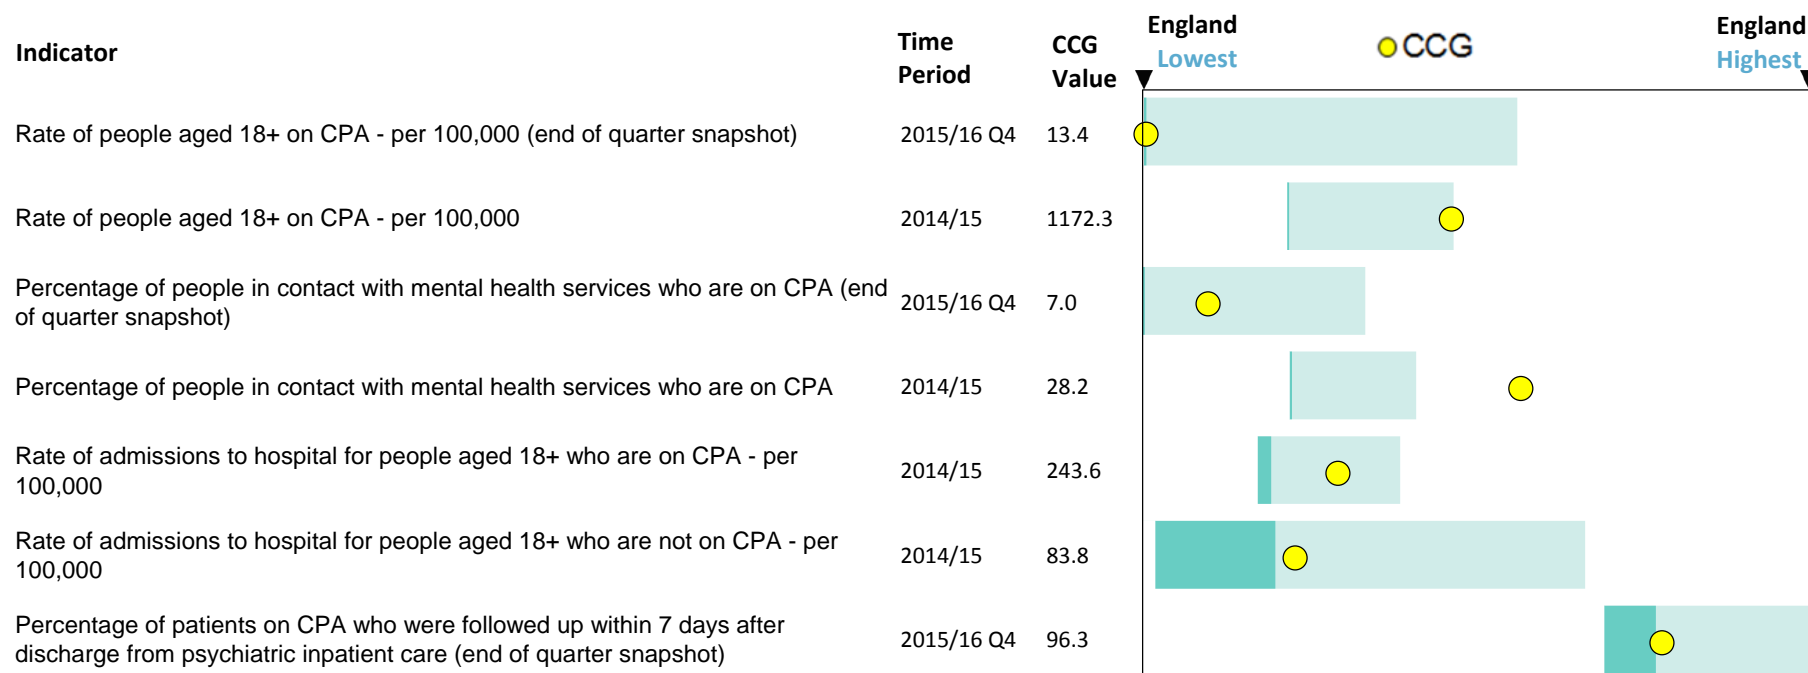 Indicator
Time
Period
CCG
Value
England
Lowest
CCG
England
Highest
Rate of people aged 18+ on CPA - per 100,000 (end of quarter snapshot)
2015/16 Q4
13.4
Rate of people aged 18+ on CPA - per 100,000
2014/15
1172.3
Percentage of people in contact with mental health services who are on CPA (end
of quarter snapshot)
2015/16 Q4
7.0
Percentage of people in contact with mental health services who are on CPA
2014/15
28.2
Rate of admissions to hospital for people aged 18+ who are on CPA - per
100,000
2014/15
243.6
Rate of admissions to hospital for people aged 18+ who are not on CPA - per
100,000
2014/15
83.8
Percentage of patients on CPA who were followed up within 7 days after
discharge from psychiatric inpatient care (end of quarter snapshot)
2015/16 Q4
96.3